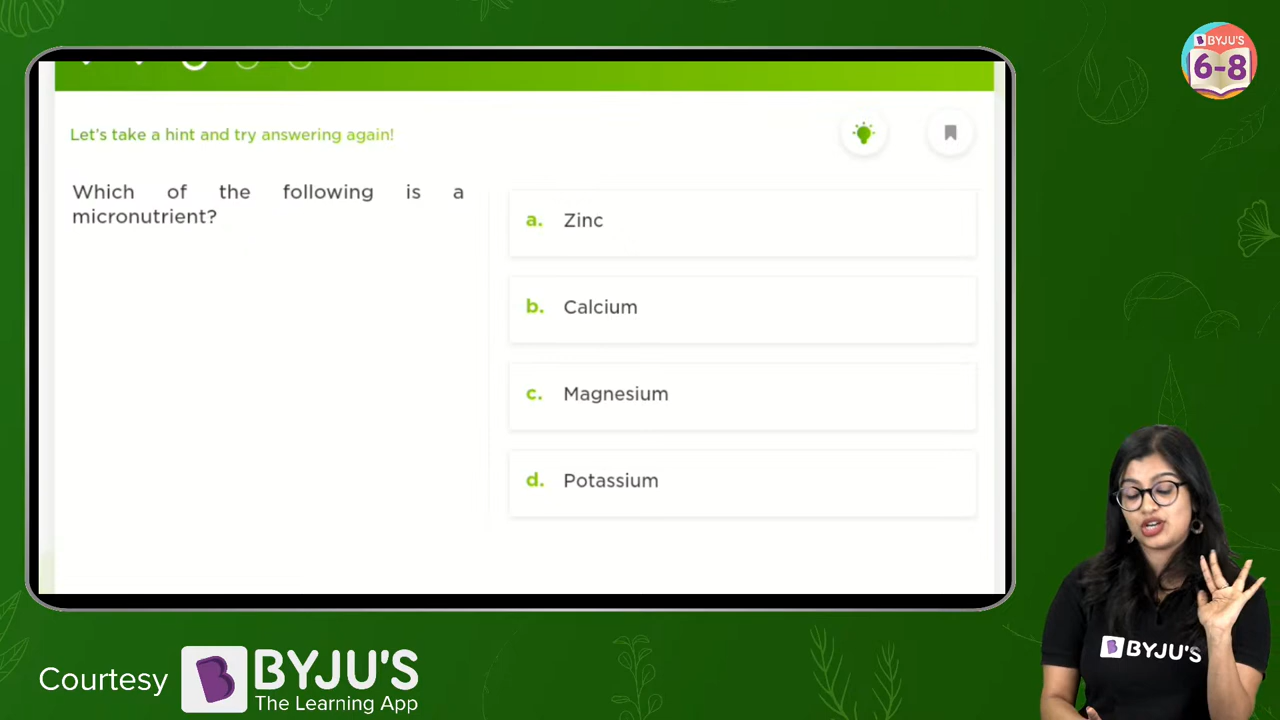 BYJU'S
6-8
Let's take a hint and try answering again!
Which of the following is a
micronutrient?
a. Zinc
b. Calcium
c. Magnesium
d. Potassium
BYJU'S
Courtesy BYJU'S
The Learning App